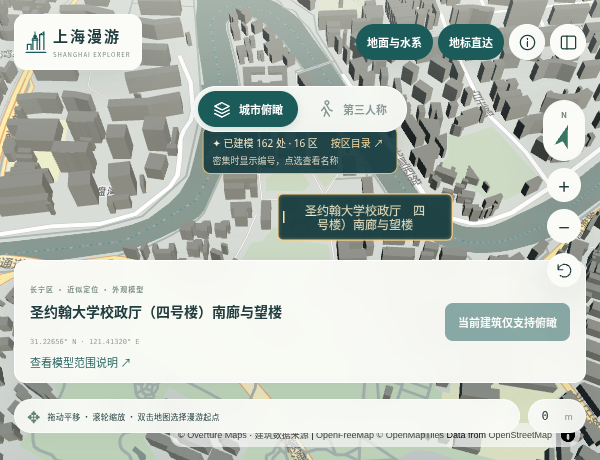 上海漫游
SHANGHAI EXPLORER
地面与水系
地标直达
城市俯瞰
第三人称
N
✦ 已建模 162 处 · 16 区 按区目录 ↗
密集时显示编号，点选查看名称
圣约翰大学校政厅 四
号楼）南廊与望楼
+
−
长宁区 · 近似定位 · 外观模型
圣约翰大学校政厅（四号楼）南廊与望楼
当前建筑仅支持俯瞰
31.22656° N · 121.41320° E
查看模型范围说明 ↗
拖动平移 · 滚轮缩放 · 双击地图选择漫游起点
0 m
© Overture Maps · 建筑数据来源 | OpenFreeMap © OpenMapTiles Data from OpenStreetMap